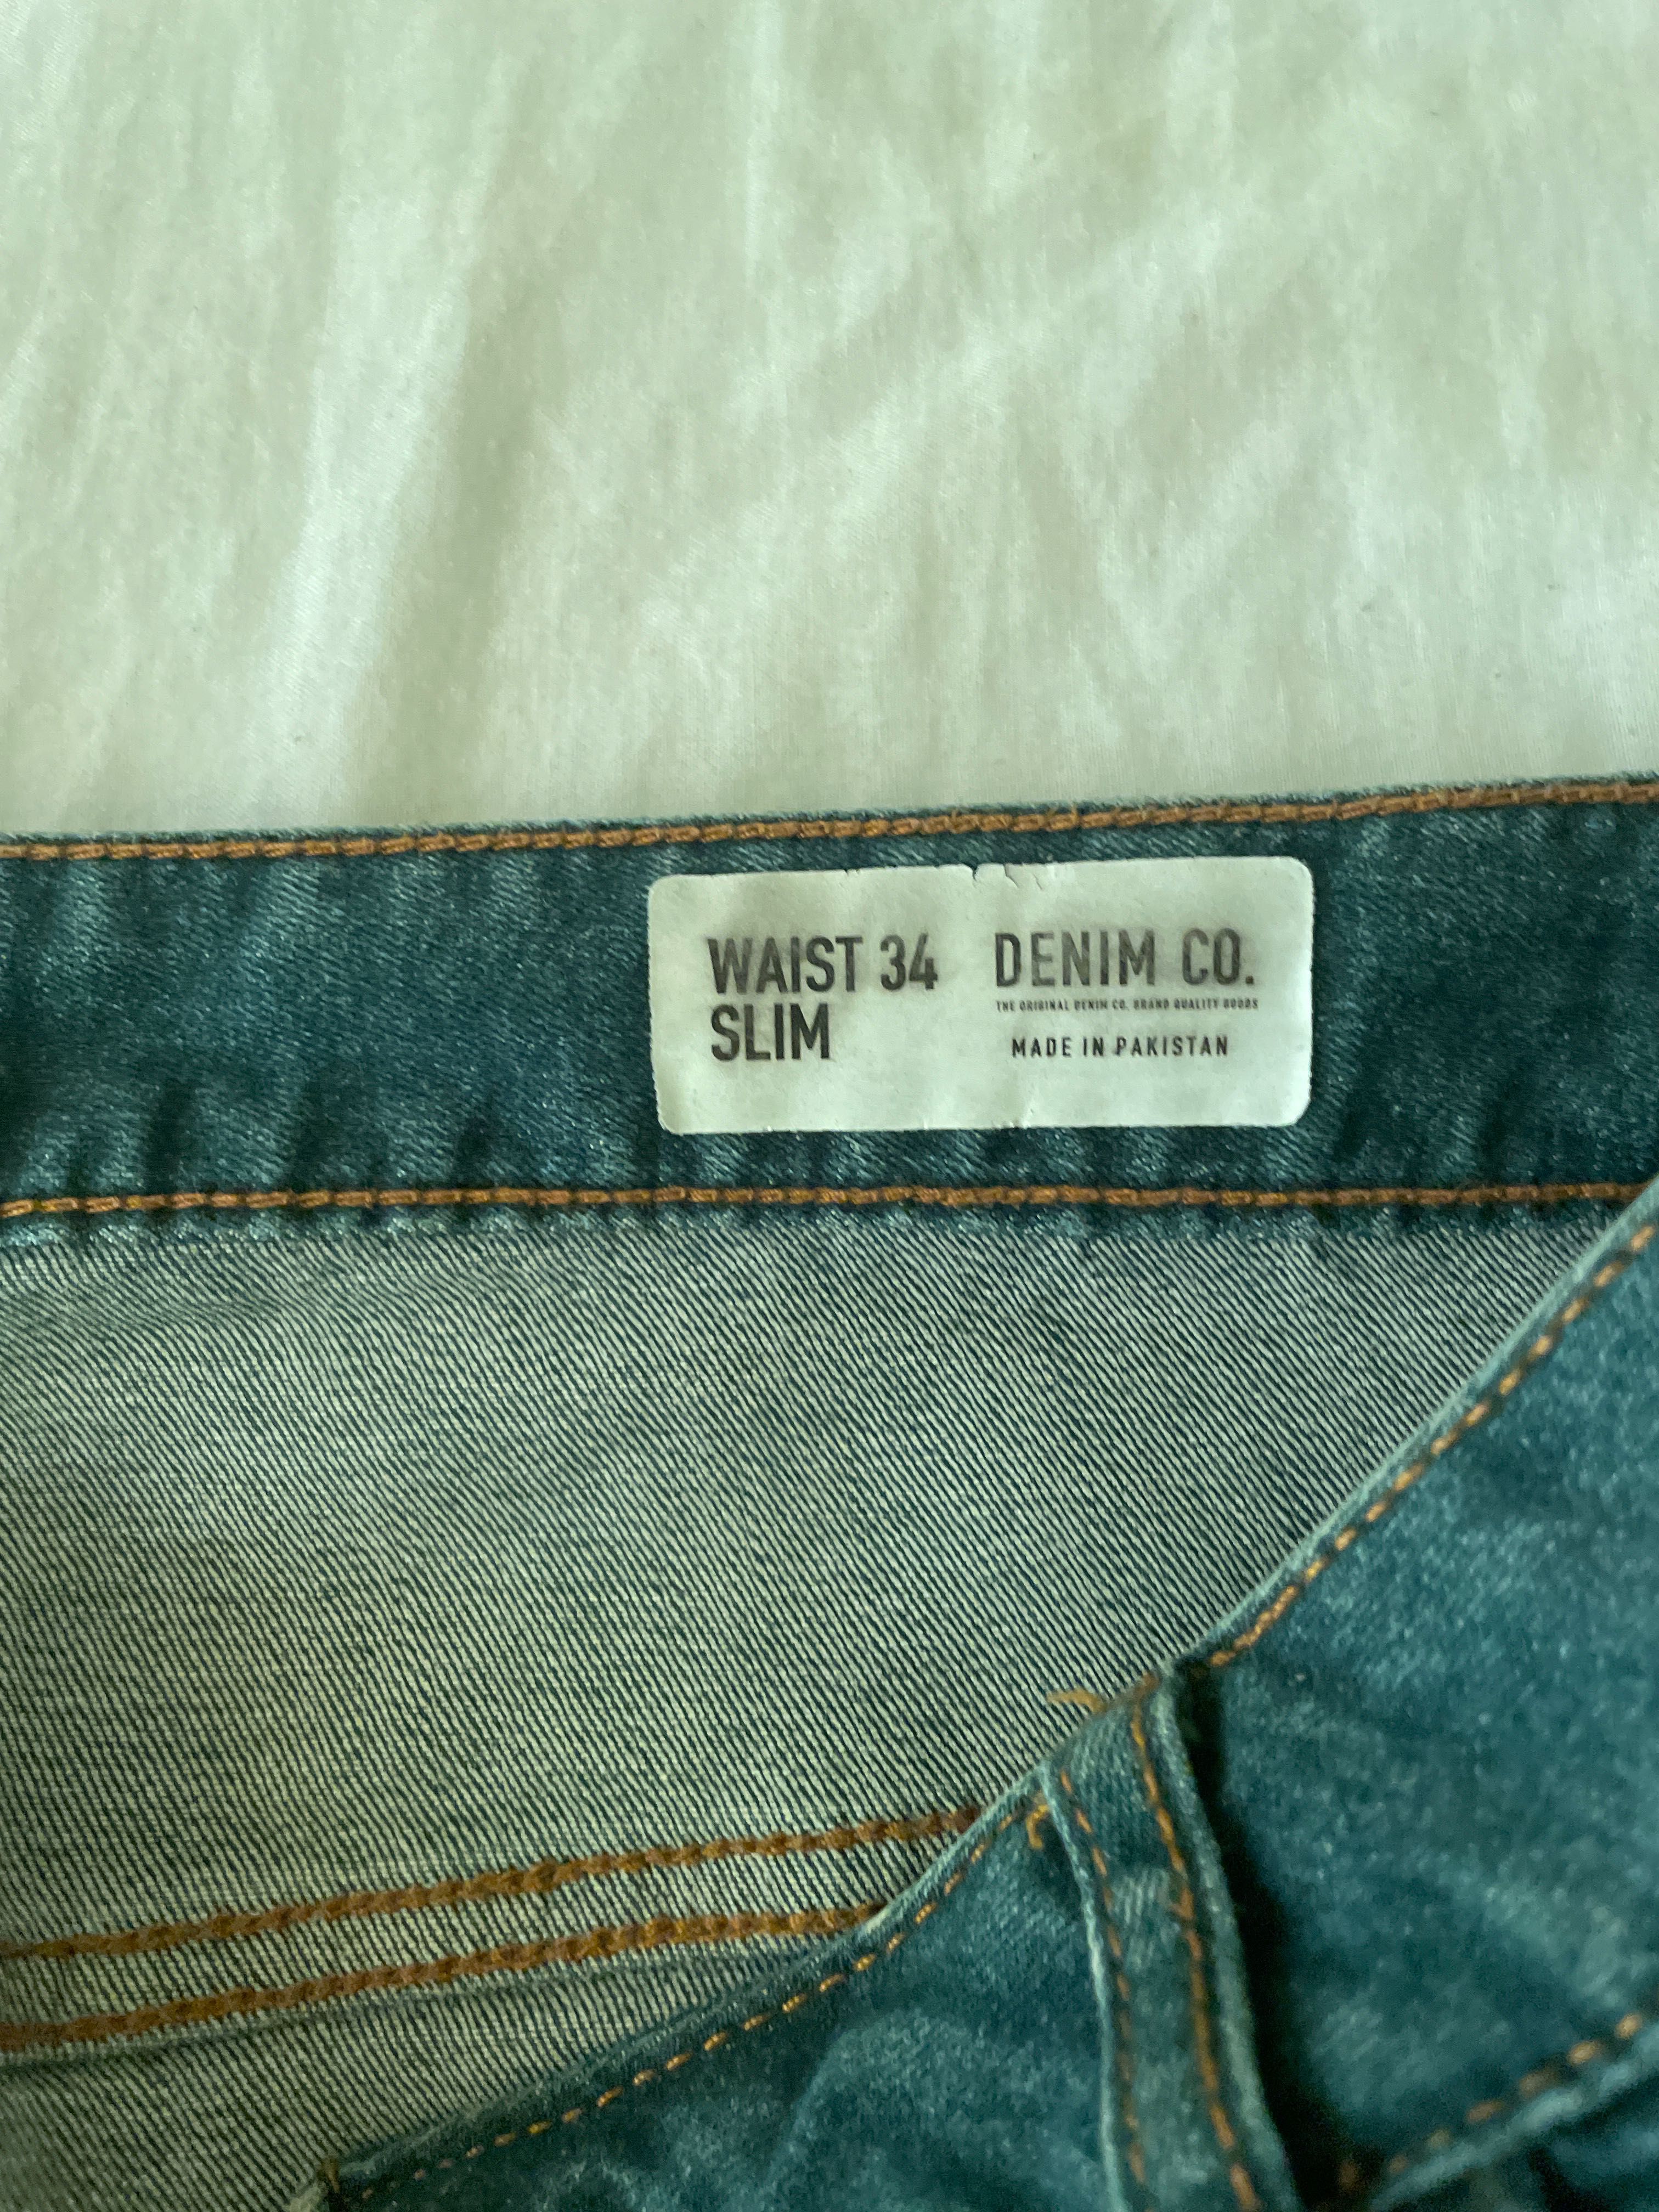 WAIST 34
SLIM
DENIM CO.
THE ORIGINAL DENIM CO. BRAND QUALITY GOODS
MADE IN PAKISTAN